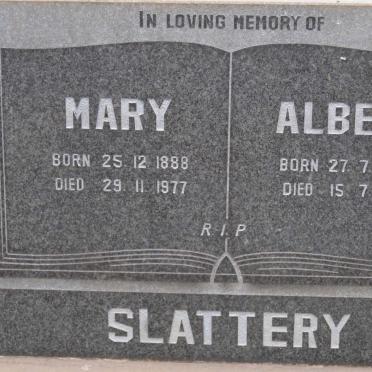 IN LOVING MEMORY OF
MARY
BORN 25.12.1888
DIED 29.11.1977
ALBE
BORN 27.7.
DIED 15.7.
R.I.P
SLATTERY